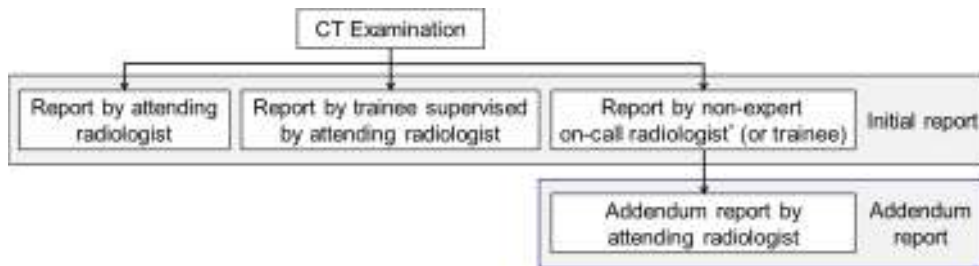 CT Examination
Report by attending
radiologist
Report by trainee supervised
by attending radiologist
Report by non-expert
on-call radiologist* (or trainee)
Initial report
Addendum report by
attending radiologist
Addendum
report